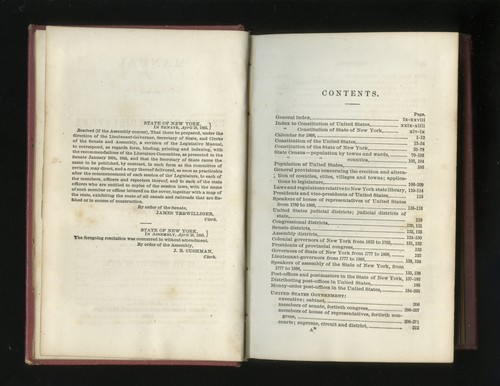 STATE OF NEW YORK,
IN SENATE, April 20, 1865.
Resolved (if the Assembly concur), That there be prepared, under the
direction of the Lieutenant-Governor, Secretary of State, and Clerks
of the Senate and Assembly, a revision of the Legislative Manual,
to correspond, as regards form, binding, printing and indexing, with
the recommendations of the Literature Committee, as presented to the
Senate January 26th, 1865, and that said Secretary of State cause the
same to be published, by contract, in such form as the committee of
revision may direct, and a copy thereof delivered, as soon as practicable
after the commencement of each session of the Legislature, to each of
the members, officers and reporters thereof; and to each of the state
officers who are entitled to copies of the session laws, with the name
of each member or officer lettered on the cover, together with a map of
the state, exhibiting the route of all canals and railroads that are fin-
ished or in course of construction.
By order of the Senate,
JAMES TERWILLIGER,
Clerk.
STATE OF NEW YORK,
IN ASSEMBLY, April 28, 1865.
The foregoing resolution was concurred in without amendment.
By order of the Assembly,
J. B. CUSHMAN,
Clerk.
CONTENTS.
Page.
General Index, ix-xxviii
Index to Constitution of United States,
" Constitution of State of New York,
Calendar for 1868,
Constitution of the United States,
Constitution of the State of New York,
State Census—population by towns and wards,
" " counties,
Population of United States,
General provisions concerning the erection and altera-
tion of counties, cities, villages and towns; applica-
tions to legislature,
Laws and regulations relative to New York state library,
Presidents and vice-presidents of United States,
Speakers of house of representatives of United States
from 1789 to 1868,
United States judicial districts; judicial districts of
state,
Congressional districts,
Senate districts,
Assembly districts,
Colonial governors of New York from
Presidents of provincial congress,
Governors of State of New York from 1777 to 1868,
Lieutenant-governors from 1777 to 1868,
Speakers of assembly of the State of New York, from
1777 to 1868,
Post-offices and postmasters in the State of New York,
Distributing post-offices in United States,
Money-order post-offices in the United States,
UNITED STATES GOVERNMENT:
executive; cabinet,
members of senate, fortieth congress,
members of house of representatives, fortieth con-
gress,
courts; supreme, circuit and district,
A*